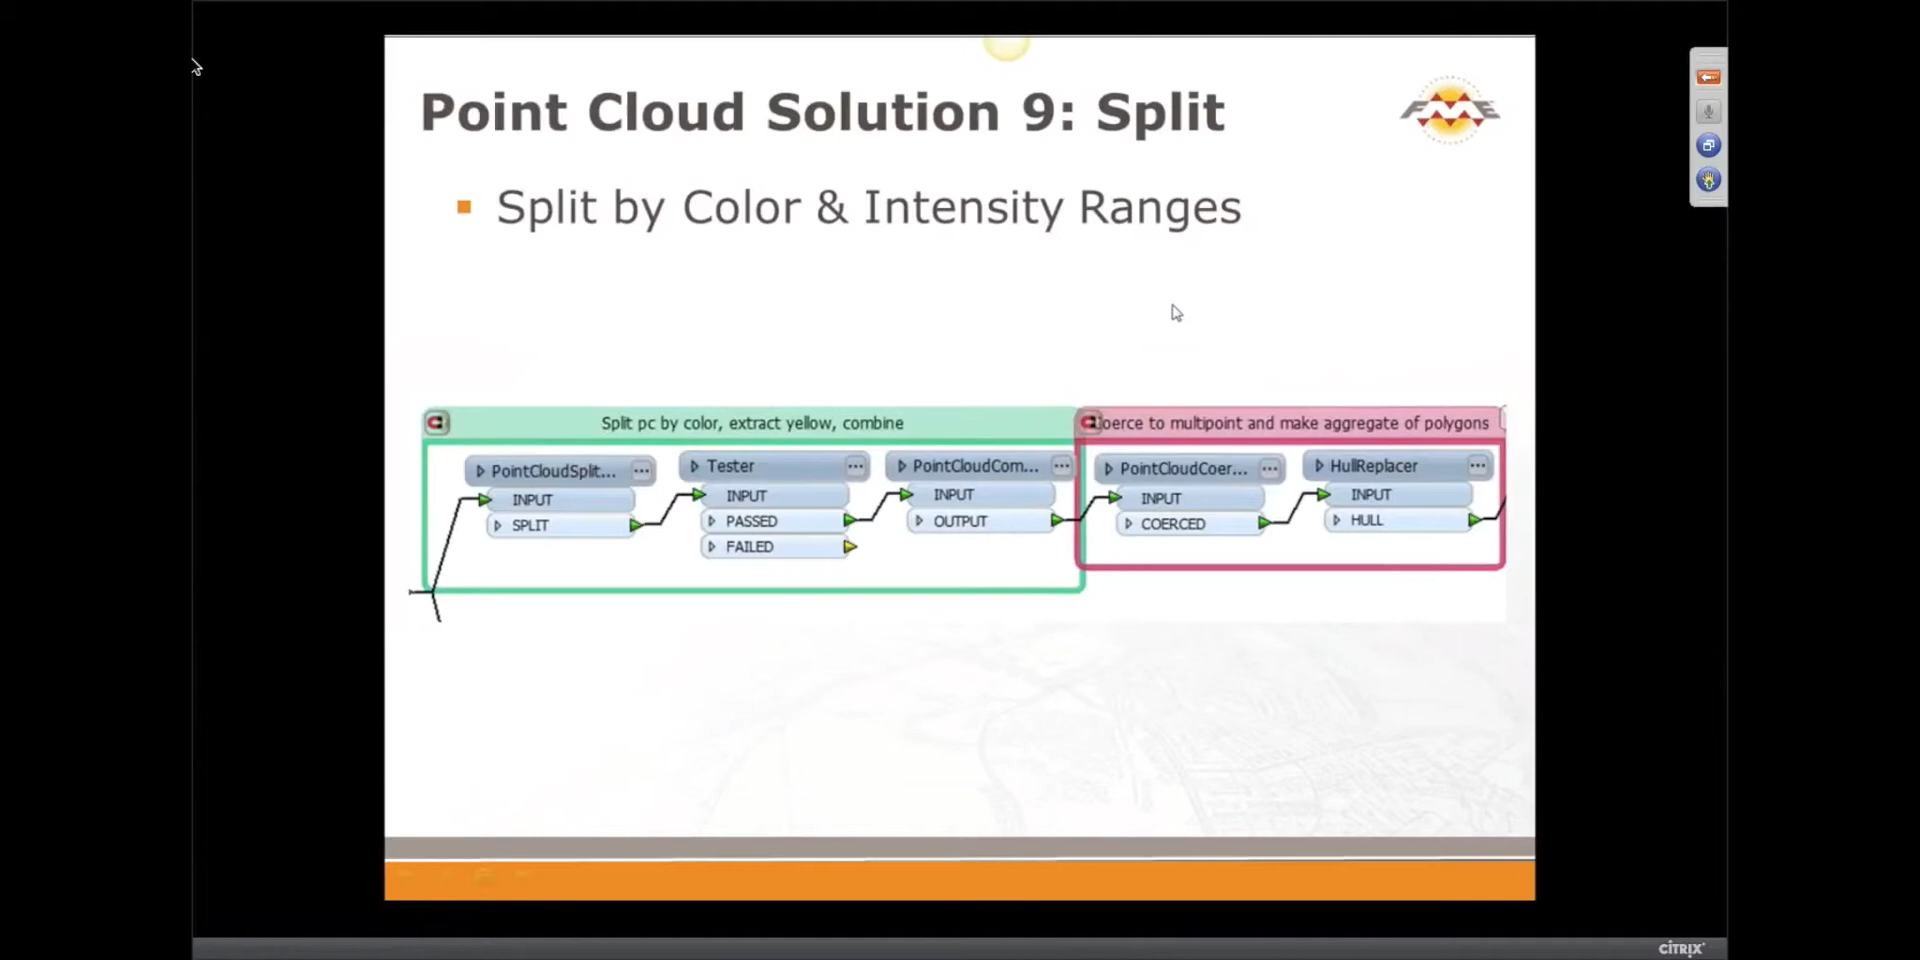 Point Cloud Solution 9: Split
FME
Split by Color & Intensity Ranges
Split pc by color, extract yellow, combine
oerce to multipoint and make aggregate of polygons
PointCloudSplit...
INPUT
SPLIT
Tester
INPUT
PASSED
FAILED
PointCloudCom...
INPUT
OUTPUT
PointCloudCoer...
INPUT
COERCED
HullReplacer
INPUT
HULL
CITRIX